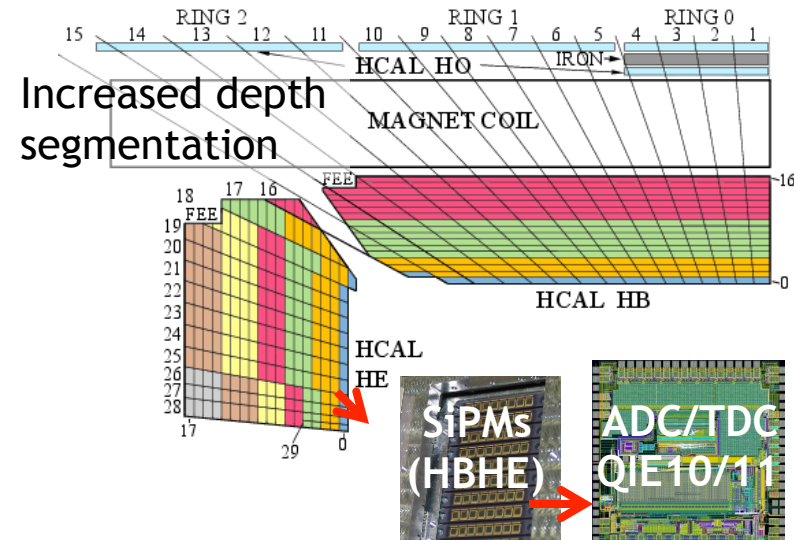 RING 2 RING 1 RING 0
15 14 13 12 11 10 9 8 7 6 5 4 3 2 1
HCAL HO
IRON
Increased depth
segmentation
MAGNET COIL
FEE
16
18 17 16
FEE
19
20
21
22
23
24
25
26
27
28
17
29
0
0
HCAL HB
HCAL
HE
SiPMs
(HBHE)
ADC/TDC
QIE10/11